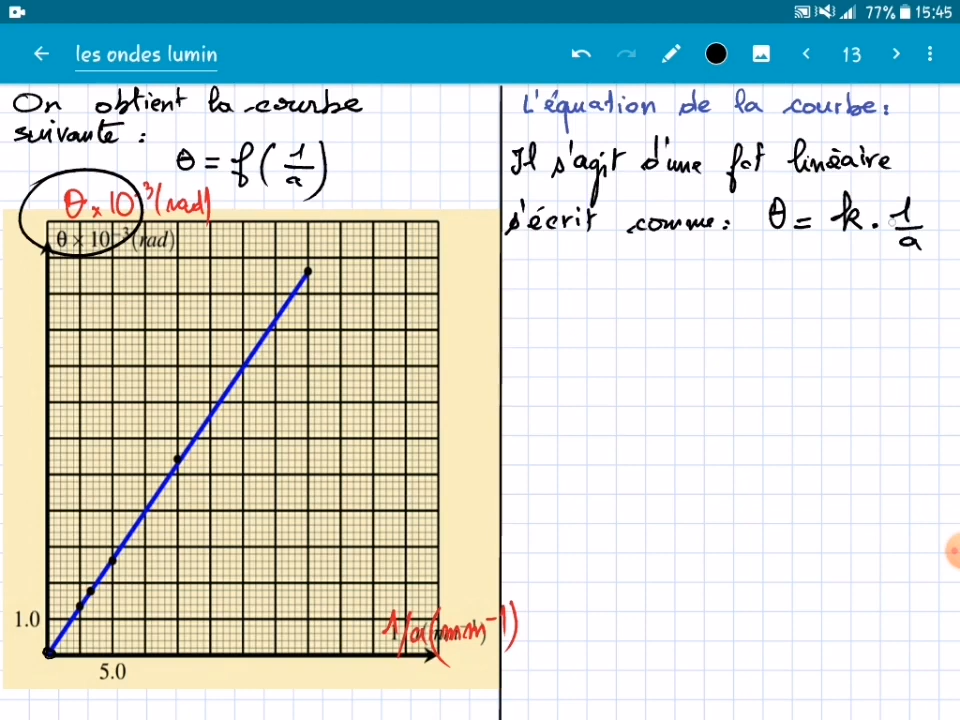 77% 15:45
les ondes lumin
13
On obtient la courbe
suivante :
θ = f ( 1/a )
θ × 10⁻³ (rad)
θ × 10⁻³ (rad)
1.0
1/a (mm⁻¹)
5.0
L'équation de la courbe :
Il s'agit d'une fct linéaire
s'écrit comme : θ = k . 1/a